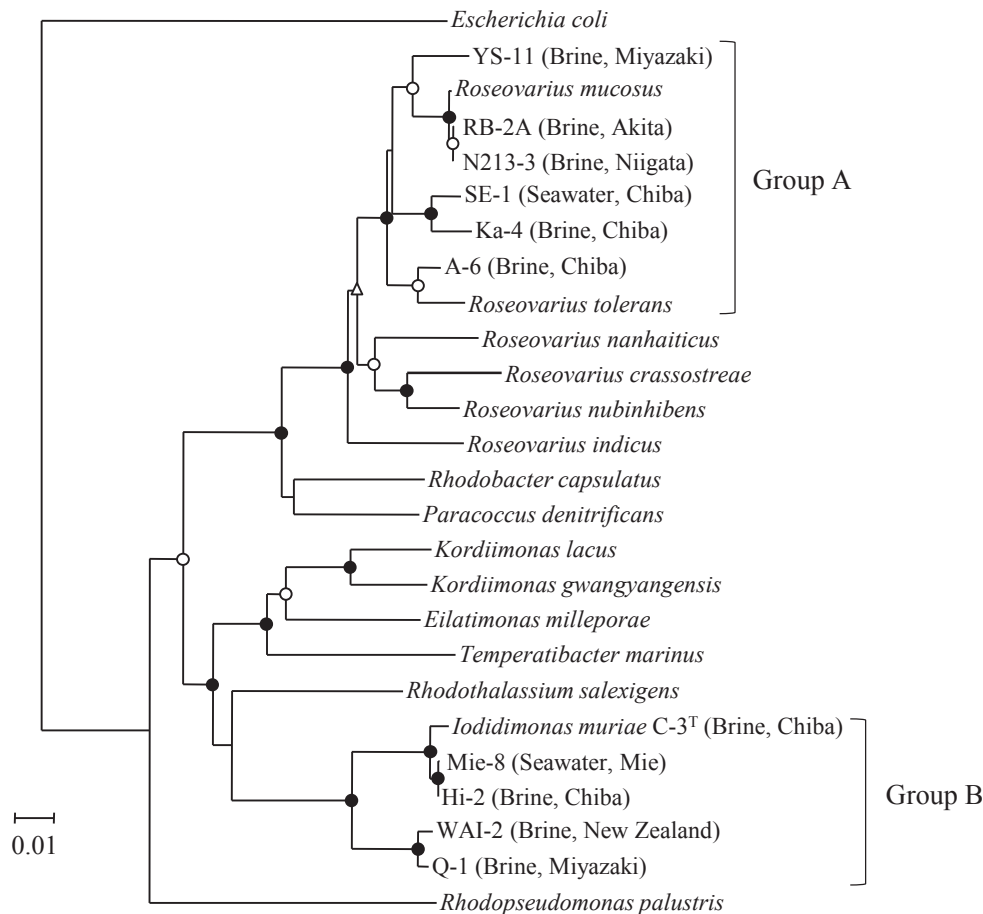 Escherichia coli
YS-11 (Brine, Miyazaki)
Roseovarius mucosus
RB-2A (Brine, Akita)
N213-3 (Brine, Niigata)
Group A
SE-1 (Seawater, Chiba)
Ka-4 (Brine, Chiba)
A-6 (Brine, Chiba)
Roseovarius tolerans
Roseovarius nanhaiticus
Roseovarius crassostreae
Roseovarius nubinhibens
Roseovarius indicus
Rhodobacter capsulatus
Paracoccus denitrificans
Kordiimonas lacus
Kordiimonas gwangyangensis
Eilatimonas milleporae
Temperatibacter marinus
Rhodothalassium salexigens
Iodidimonas muriae C-3ᵀ (Brine, Chiba)
Mie-8 (Seawater, Mie)
Hi-2 (Brine, Chiba)
Group B
WAI-2 (Brine, New Zealand)
Q-1 (Brine, Miyazaki)
Rhodopseudomonas palustris
0.01